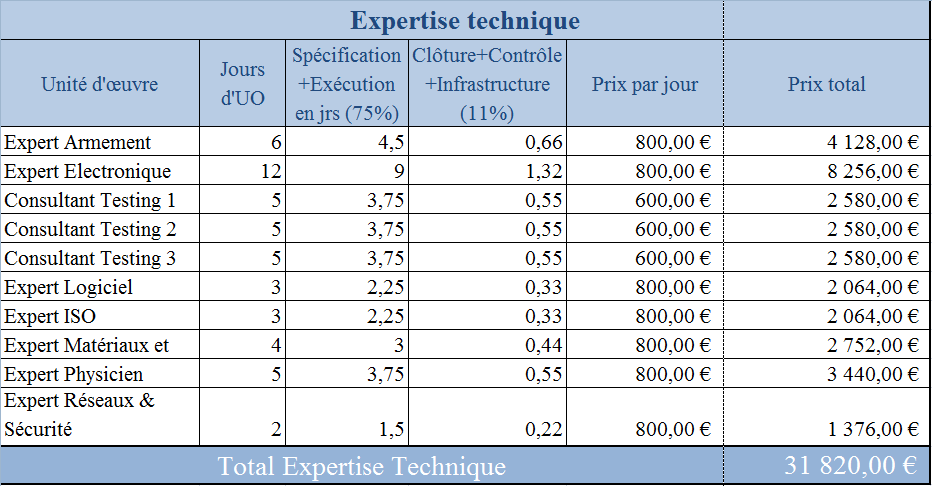 Expertise technique
Unité d'œuvre
Jours
d'UO
Spécification
+Exécution
en jrs (75%)
Clôture+Contrôle
+Infrastructure
(11%)
Prix par jour
Prix total
Expert Armement 6 4,5 0,66 800,00 € 4 128,00 €
Expert Electronique 12 9 1,32 800,00 € 8 256,00 €
Consultant Testing 1 5 3,75 0,55 600,00 € 2 580,00 €
Consultant Testing 2 5 3,75 0,55 600,00 € 2 580,00 €
Consultant Testing 3 5 3,75 0,55 600,00 € 2 580,00 €
Expert Logiciel 3 2,25 0,33 800,00 € 2 064,00 €
Expert ISO 3 2,25 0,33 800,00 € 2 064,00 €
Expert Matériaux et 4 3 0,44 800,00 € 2 752,00 €
Expert Physicien 5 3,75 0,55 800,00 € 3 440,00 €
Expert Réseaux &
Sécurité 2 1,5 0,22 800,00 € 1 376,00 €
Total Expertise Technique 31 820,00 €